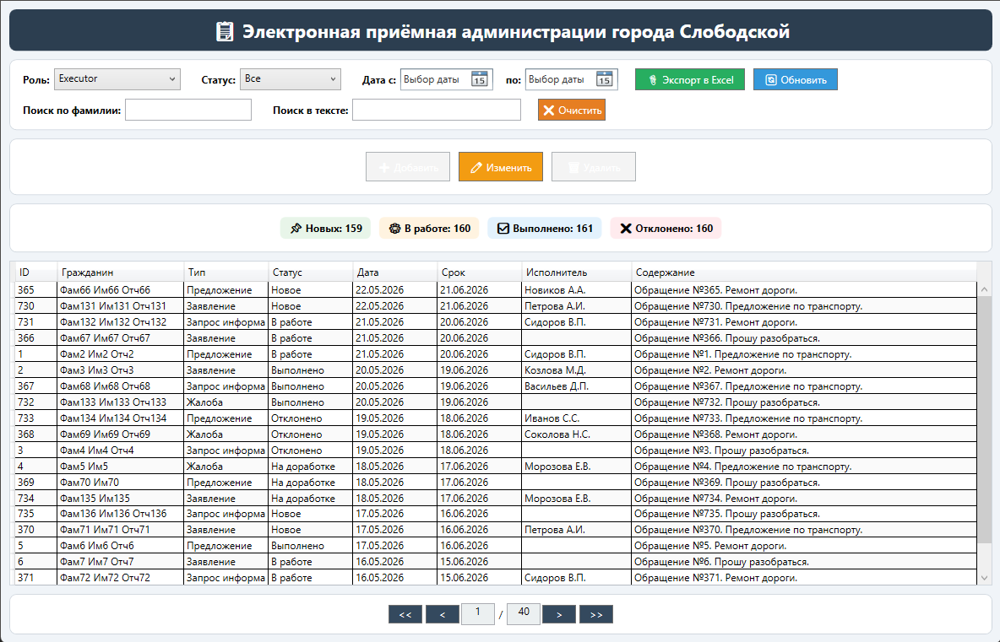 Электронная приёмная администрации города Слободской
Роль: Executor Статус: Все Дата с: Выбор даты 15 по: Выбор даты 15 Экспорт в Excel Обновить
Поиск по фамилии: Поиск в тексте: Очистить
Добавить Изменить Удалить
Новых: 159 В работе: 160 Выполнено: 161 Отклонено: 160
ID Гражданин Тип Статус Дата Срок Исполнитель Содержание
365 Фам66 Им66 Отч66 Предложение Новое 22.05.2026 21.06.2026 Новиков А.А. Обращение №365. Ремонт дороги.
730 Фам131 Им131 Отч131 Заявление Новое 22.05.2026 21.06.2026 Петрова А.И. Обращение №730. Предложение по транспорту.
731 Фам132 Им132 Отч132 Запрос информа В работе 21.05.2026 20.06.2026 Сидоров В.П. Обращение №731. Ремонт дороги.
366 Фам67 Им67 Отч67 Заявление В работе 21.05.2026 20.06.2026 Обращение №366. Прошу разобраться.
1 Фам2 Им2 Отч2 Предложение В работе 21.05.2026 20.06.2026 Сидоров В.П. Обращение №1. Предложение по транспорту.
2 Фам3 Им3 Отч3 Заявление Выполнено 20.05.2026 19.06.2026 Козлова М.Д. Обращение №2. Ремонт дороги.
367 Фам68 Им68 Отч68 Запрос информа Выполнено 20.05.2026 19.06.2026 Васильев Д.П. Обращение №367. Предложение по транспорту.
732 Фам133 Им133 Отч133 Жалоба Выполнено 20.05.2026 19.06.2026 Обращение №732. Прошу разобраться.
733 Фам134 Им134 Отч134 Предложение Отклонено 19.05.2026 18.06.2026 Иванов С.С. Обращение №733. Предложение по транспорту.
368 Фам69 Им69 Отч69 Жалоба Отклонено 19.05.2026 18.06.2026 Соколова Н.С. Обращение №368. Ремонт дороги.
3 Фам4 Им4 Отч4 Запрос информа Отклонено 19.05.2026 18.06.2026 Обращение №3. Прошу разобраться.
4 Фам5 Им5 Жалоба На доработке 18.05.2026 17.06.2026 Морозова Е.В. Обращение №4. Предложение по транспорту.
369 Фам70 Им70 Предложение На доработке 18.05.2026 17.06.2026 Обращение №369. Прошу разобраться.
734 Фам135 Им135 Заявление На доработке 18.05.2026 17.06.2026 Морозова Е.В. Обращение №734. Ремонт дороги.
735 Фам136 Им136 Отч136 Запрос информа Новое 17.05.2026 16.06.2026 Обращение №735. Прошу разобраться.
370 Фам71 Им71 Отч71 Заявление Новое 17.05.2026 16.06.2026 Петрова А.И. Обращение №370. Предложение по транспорту.
5 Фам6 Им6 Отч6 Предложение Выполнено 17.05.2026 16.06.2026 Обращение №5. Ремонт дороги.
6 Фам7 Им7 Отч7 Заявление В работе 16.05.2026 15.06.2026 Обращение №6. Прошу разобраться.
371 Фам72 Им72 Отч72 Запрос информа В работе 16.05.2026 15.06.2026 Сидоров В.П. Обращение №371. Ремонт дороги.
<< < 1 / 40 > >>